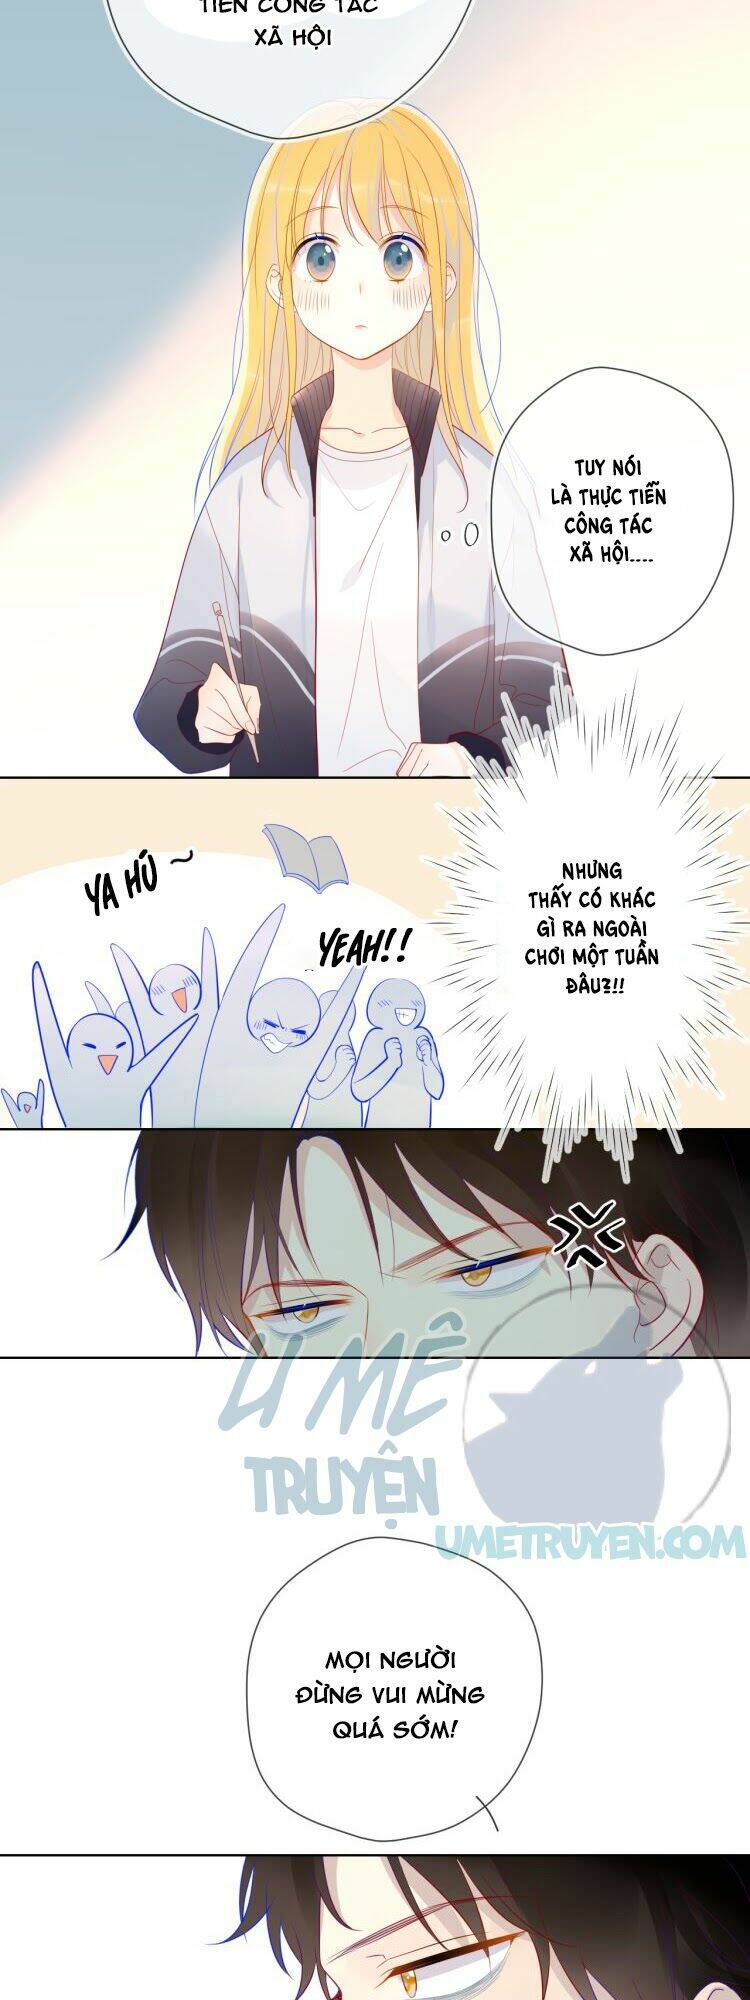 TIỄN CÔNG TÁC
XÃ HỘI
TUY NÓI
LÀ THỰC TIỄN
CÔNG TÁC
XÃ HỘI....
YA HÚ ~
YEAH!!
NHƯNG
THẤY CÓ KHÁC
GÌ RA NGOÀI
CHƠI MỘT TUẦN
ĐÂU?!!
U MÊ
TRUYỆN
UMETRUYEN.COM
MỌI NGƯỜI
ĐỪNG VUI MỪNG
QUÁ SỚM!